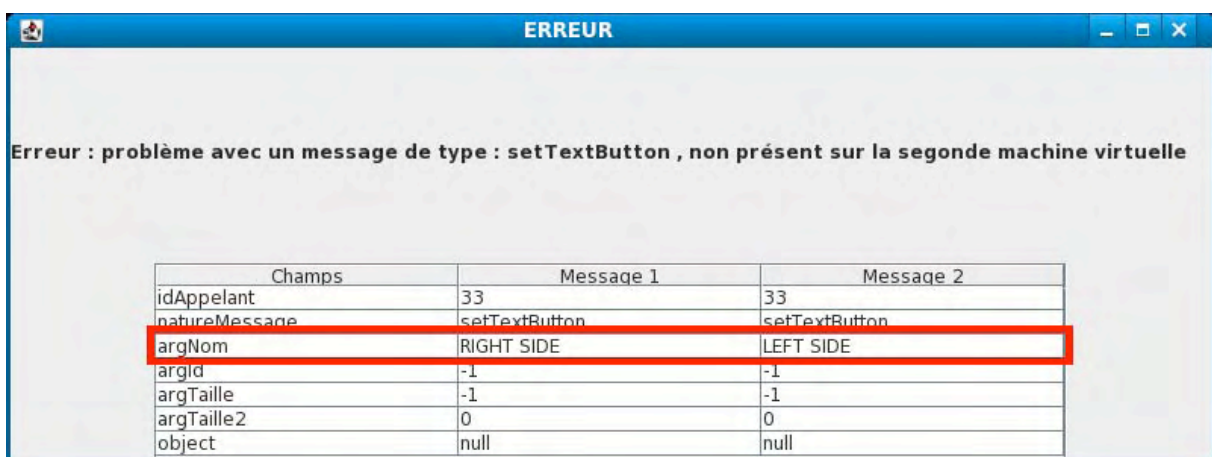 ERREUR
Erreur : problème avec un message de type : setTextButton , non présent sur la segonde machine virtuelle
Champs Message 1 Message 2
idAppelant 33 33
natureMessage setTextButton setTextButton
argNom RIGHT SIDE LEFT SIDE
argId -1 -1
argTaille -1 -1
argTaille2 0 0
object null null